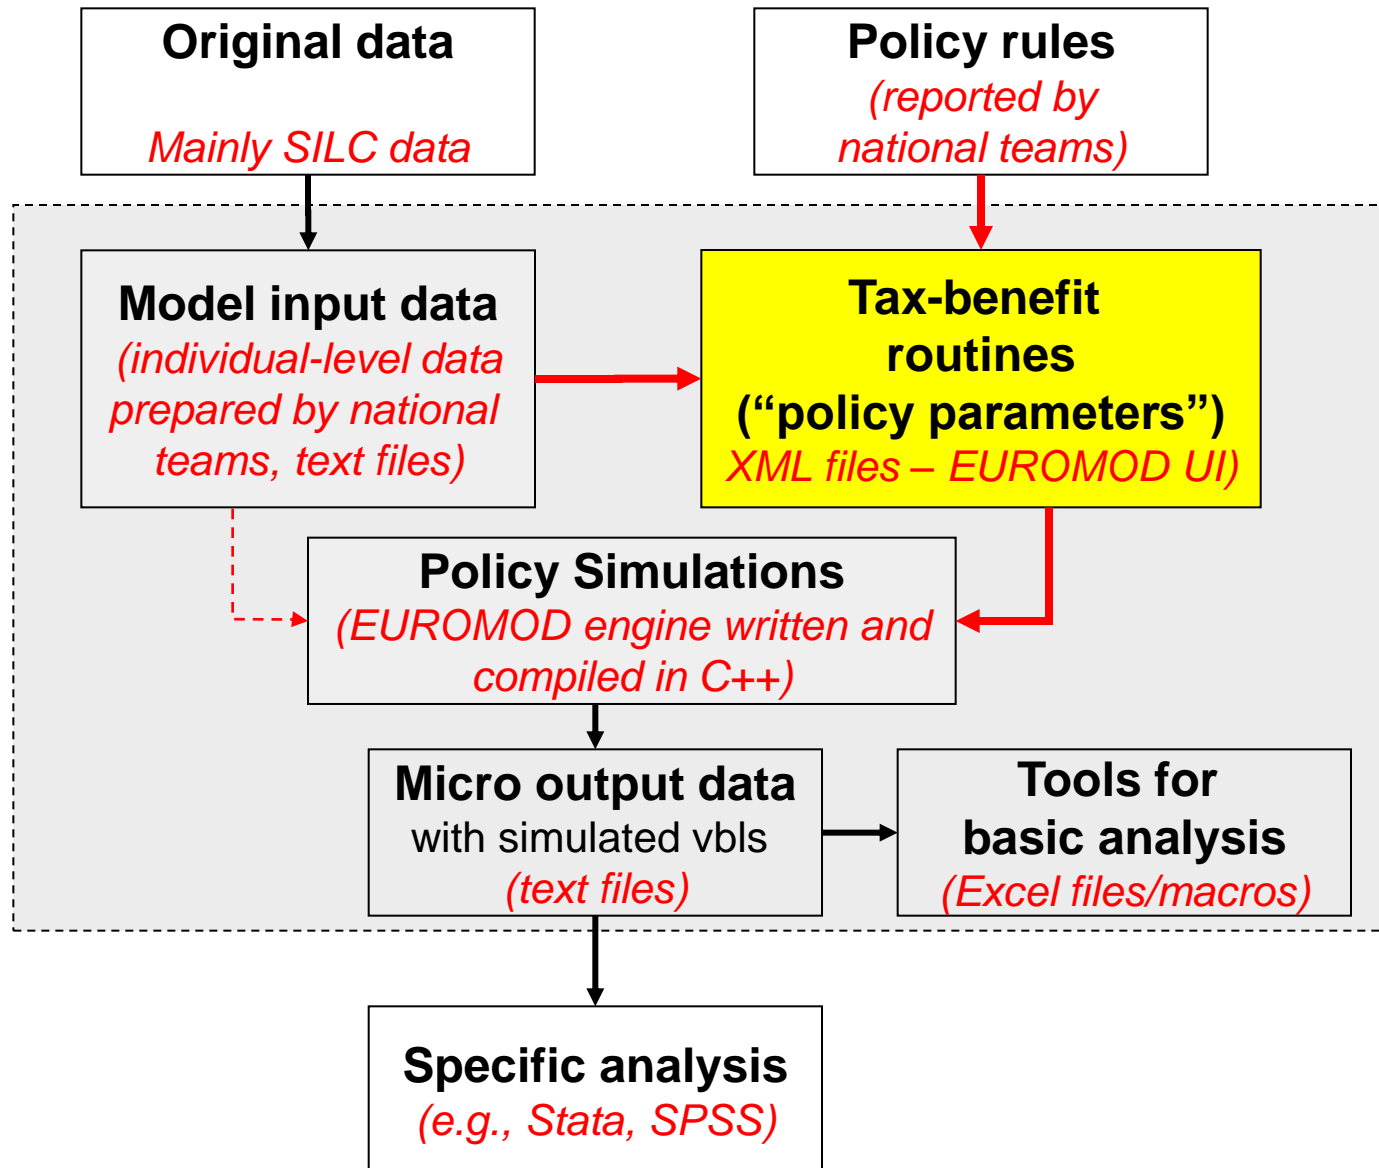 Original data
Mainly SILC data
Policy rules
(reported by
national teams)
Model input data
(individual-level data
prepared by national
teams, text files)
Tax-benefit
routines
(“policy parameters”)
XML files – EUROMOD UI)
Policy Simulations
(EUROMOD engine written and
compiled in C++)
Micro output data
with simulated vbls
(text files)
Tools for
basic analysis
(Excel files/macros)
Specific analysis
(e.g., Stata, SPSS)